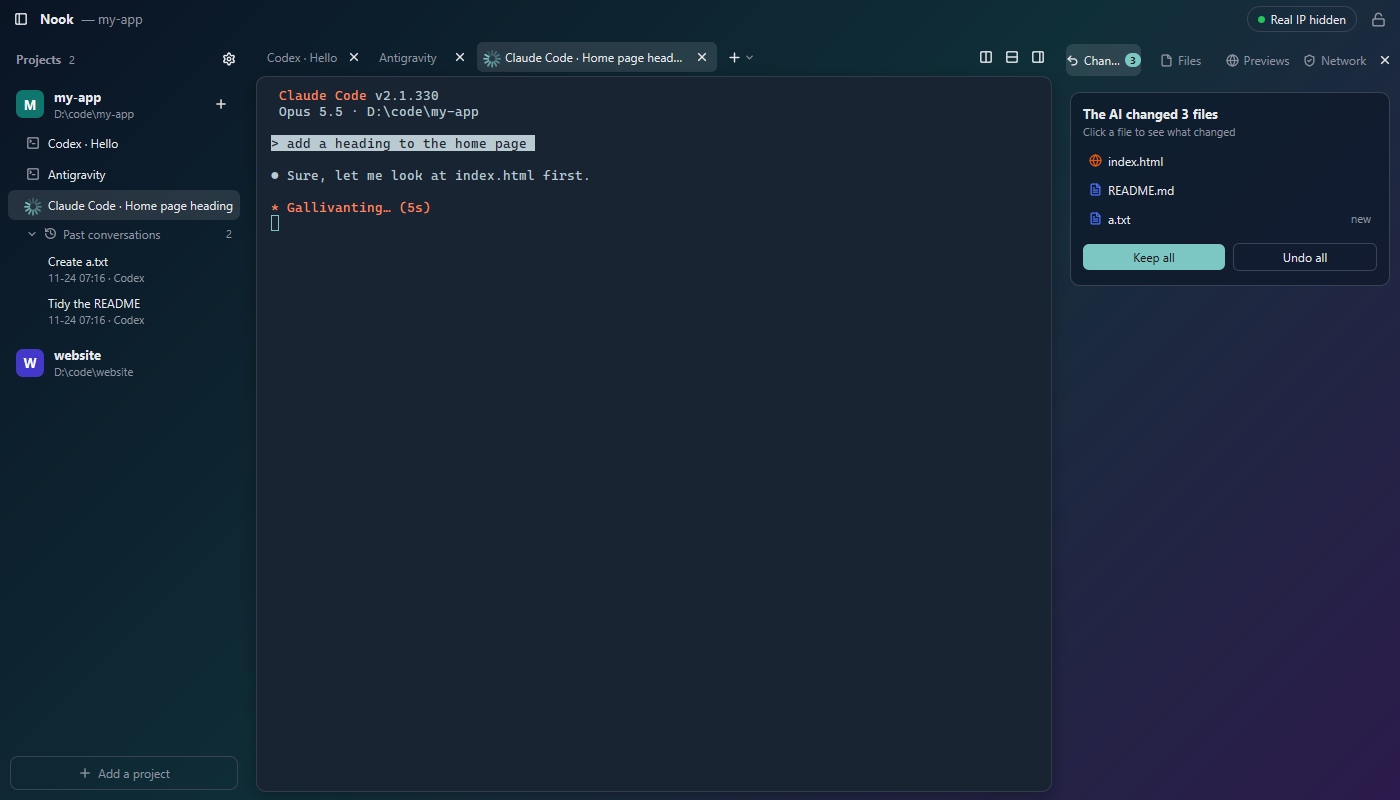 Nook — my-app
Real IP hidden
Projects 2
M
my-app
D:\code\my-app
Codex · Hello
Antigravity
Claude Code · Home page heading
Past conversations 2
Create a.txt
11-24 07:16 · Codex
Tidy the README
11-24 07:16 · Codex
W
website
D:\code\website
Add a project
Codex · Hello
Antigravity
Claude Code · Home page head...
Claude Code v2.1.330
Opus 5.5 · D:\code\my-app
> add a heading to the home page
● Sure, let me look at index.html first.
* Gallivanting… (5s)
Chan... 3
Files
Previews
Network
The AI changed 3 files
Click a file to see what changed
index.html
README.md
a.txt new
Keep all
Undo all